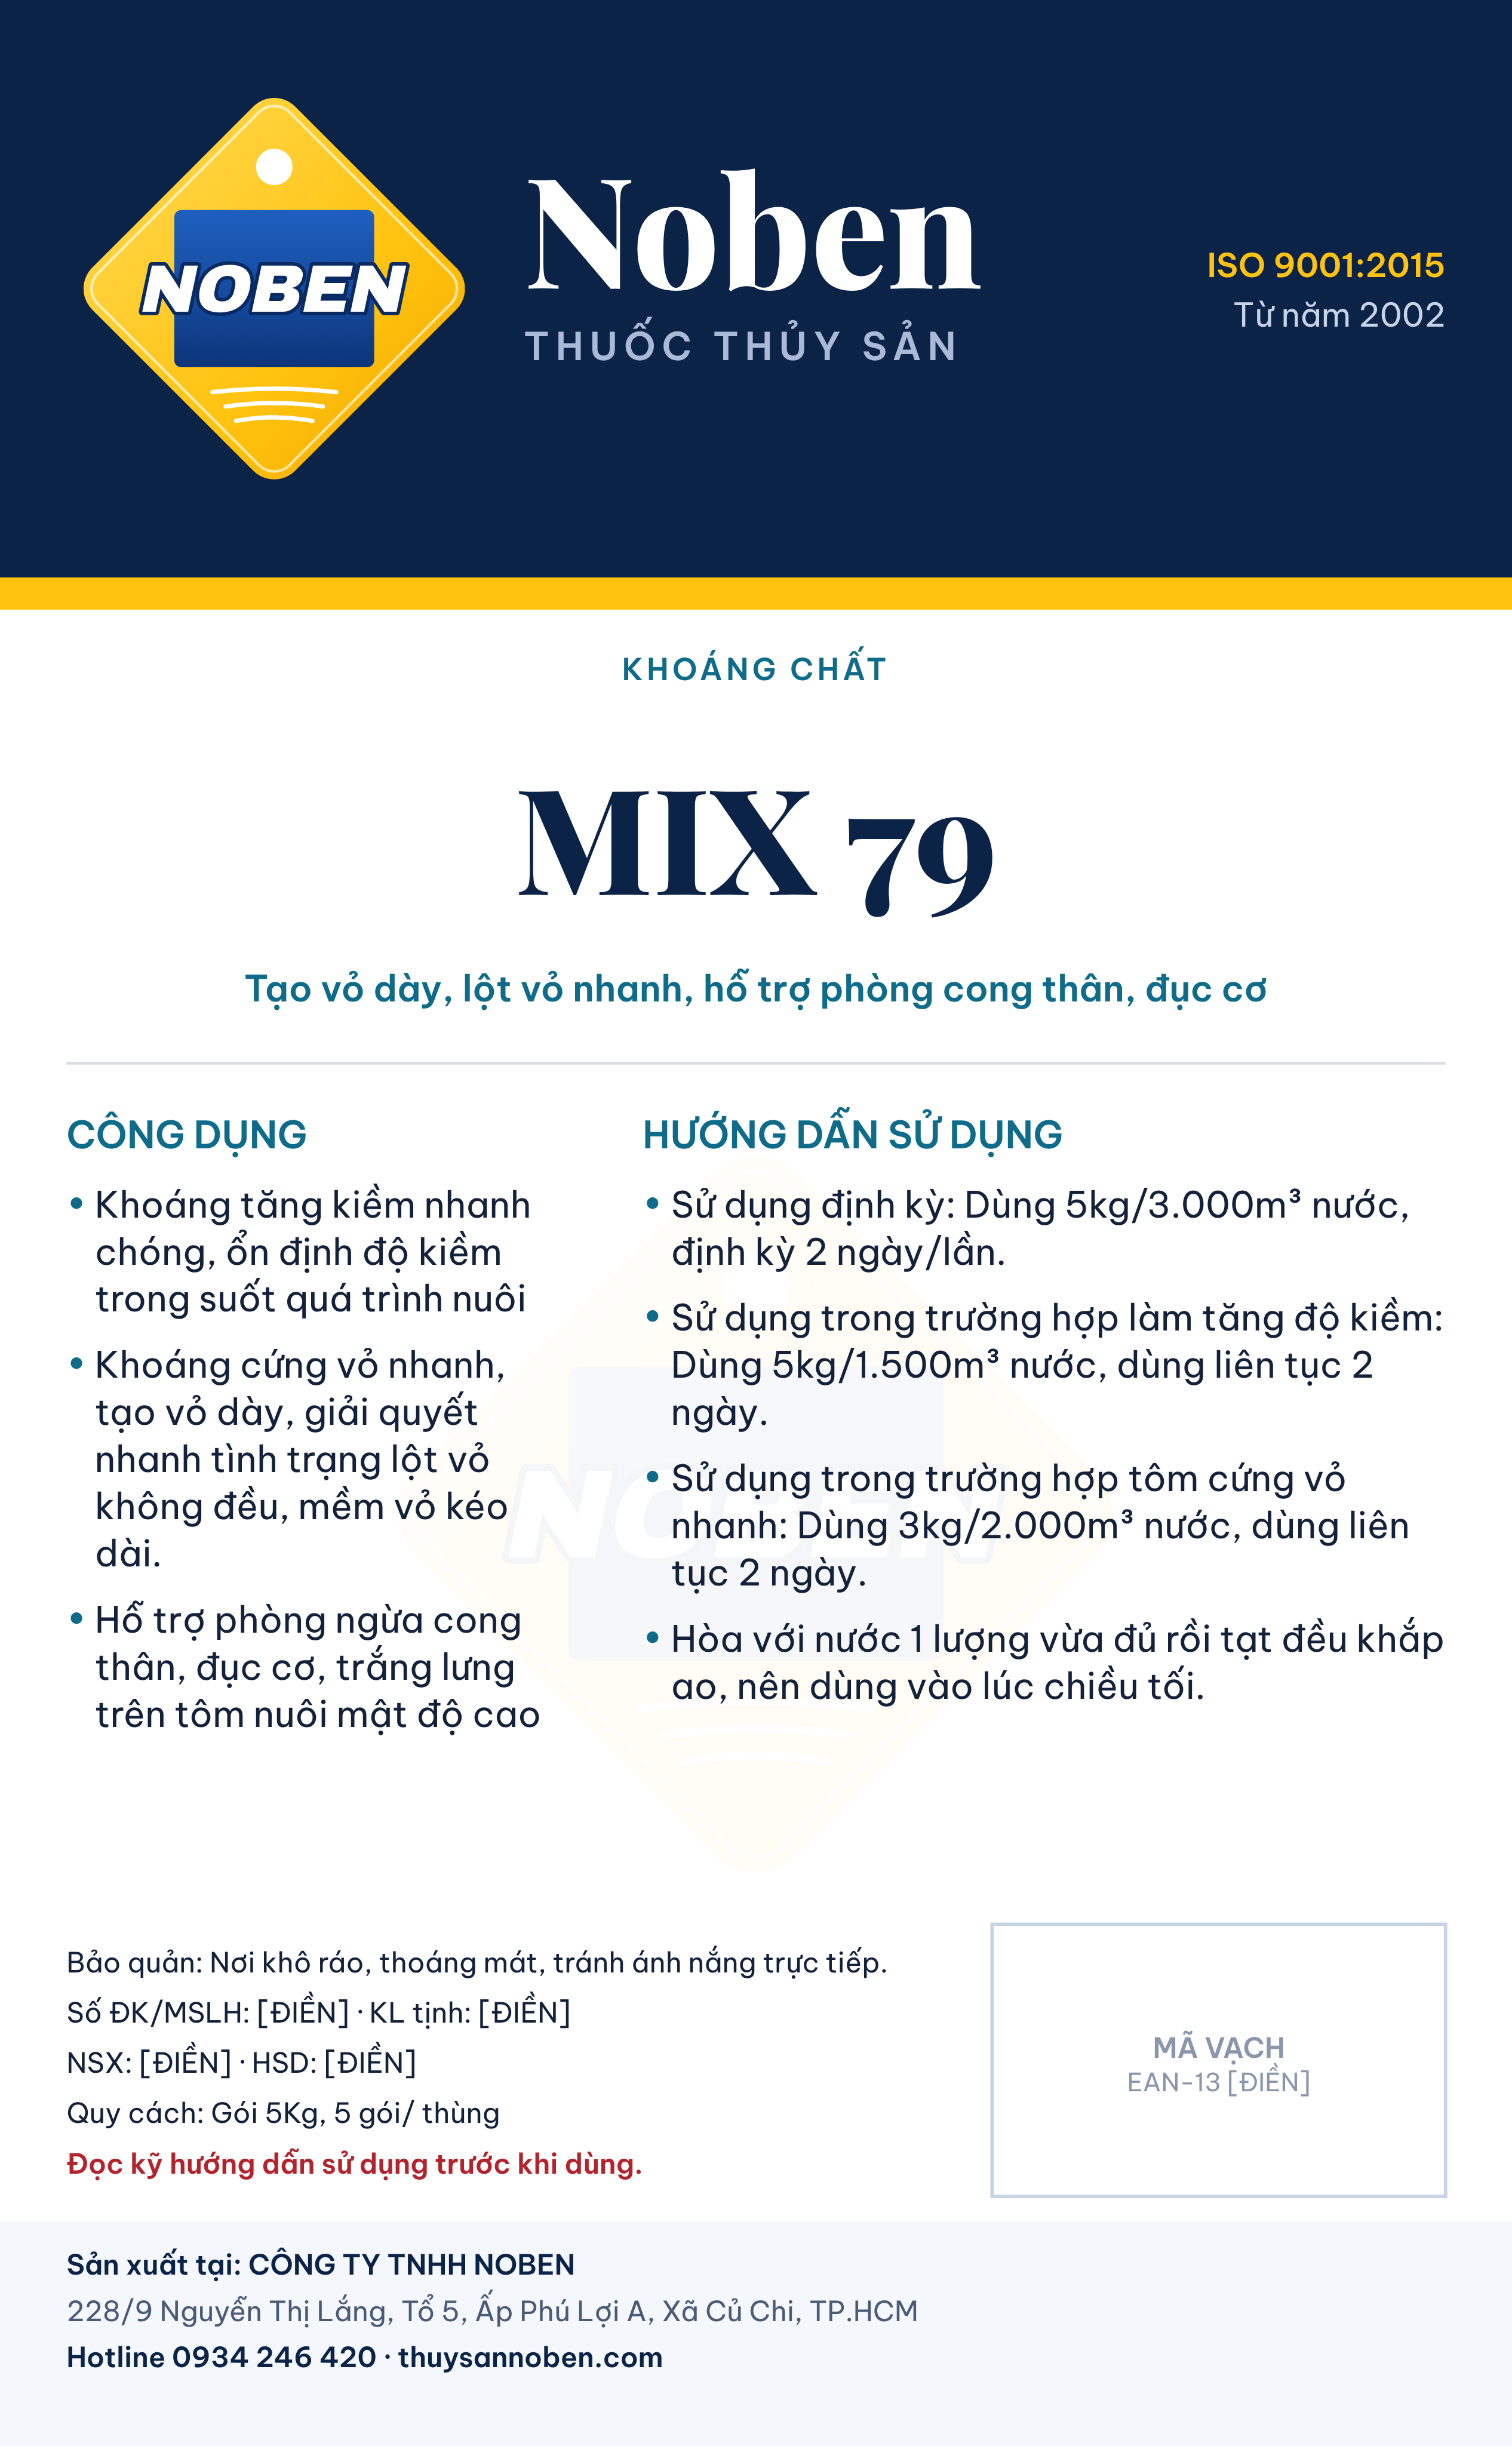 NOBEN
Noben
THUỐC THỦY SẢN
ISO 9001:2015
Từ năm 2002
KHOÁNG CHẤT
MIX 79
Tạo vỏ dày, lột vỏ nhanh, hỗ trợ phòng cong thân, đục cơ
CÔNG DỤNG
• Khoáng tăng kiềm nhanh
chóng, ổn định độ kiềm
trong suốt quá trình nuôi
• Khoáng cứng vỏ nhanh,
tạo vỏ dày, giải quyết
nhanh tình trạng lột vỏ
không đều, mềm vỏ kéo
dài.
• Hỗ trợ phòng ngừa cong
thân, đục cơ, trắng lưng
trên tôm nuôi mật độ cao
HƯỚNG DẪN SỬ DỤNG
• Sử dụng định kỳ: Dùng 5kg/3.000m³ nước,
định kỳ 2 ngày/lần.
• Sử dụng trong trường hợp làm tăng độ kiềm:
Dùng 5kg/1.500m³ nước, dùng liên tục 2
ngày.
• Sử dụng trong trường hợp tôm cứng vỏ
nhanh: Dùng 3kg/2.000m³ nước, dùng liên
tục 2 ngày.
• Hòa với nước 1 lượng vừa đủ rồi tạt đều khắp
ao, nên dùng vào lúc chiều tối.
NOBEN
Bảo quản: Nơi khô ráo, thoáng mát, tránh ánh nắng trực tiếp.
Số ĐK/MSLH: [ĐIỀN] · KL tịnh: [ĐIỀN]
NSX: [ĐIỀN] · HSD: [ĐIỀN]
Quy cách: Gói 5Kg, 5 gói/ thùng
Đọc kỹ hướng dẫn sử dụng trước khi dùng.
MÃ VẠCH
EAN-13 [ĐIỀN]
Sản xuất tại: CÔNG TY TNHH NOBEN
228/9 Nguyễn Thị Lắng, Tổ 5, Ấp Phú Lợi A, Xã Củ Chi, TP.HCM
Hotline 0934 246 420 · thuysannoben.com